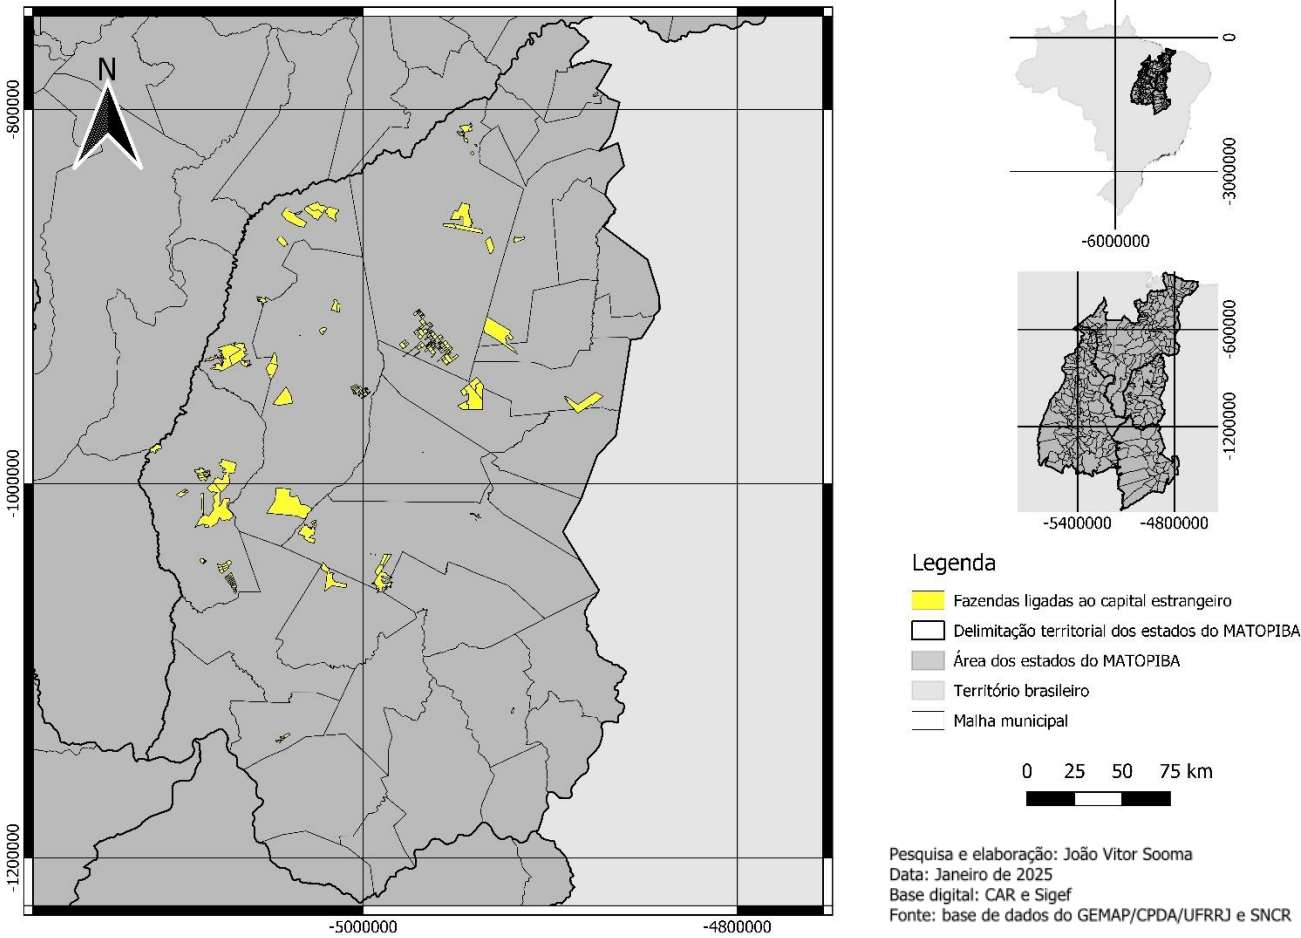 N
-800000
-1000000
-1200000
-5000000
-4800000
0
-3000000
-6000000
-600000
-1200000
-5400000
-4800000
Legenda
Fazendas ligadas ao capital estrangeiro
Delimitação territorial dos estados do MATOPIBA
Área dos estados do MATOPIBA
Território brasileiro
Malha municipal
0 25 50 75 km
Pesquisa e elaboração: João Vitor Sooma
Data: Janeiro de 2025
Base digital: CAR e Sigef
Fonte: base de dados do GEMAP/CPDA/UFRRJ e SNCR